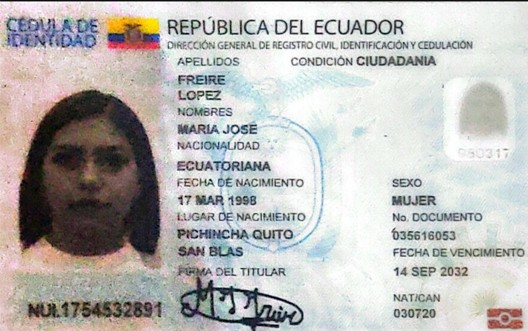 CÉDULA DE
IDENTIDAD
REPÚBLICA DEL ECUADOR
DIRECCIÓN GENERAL DE REGISTRO CIVIL, IDENTIFICACIÓN Y CEDULACIÓN
APELLIDOS
CONDICIÓN CIUDADANIA
FREIRE
LOPEZ
NOMBRES
MARIA JOSÉ
NACIONALIDAD
ECUATORIANA
980317
FECHA DE NACIMIENTO
SEXO
17 MAR 1998
MUJER
LUGAR DE NACIMIENTO
No. DOCUMENTO
PICHINCHA QUITO
035616053
SAN BLAS
FECHA DE VENCIMIENTO
FIRMA DEL TITULAR
14 SEP 2032
NUI.1754532891
NAT/CAN
030720